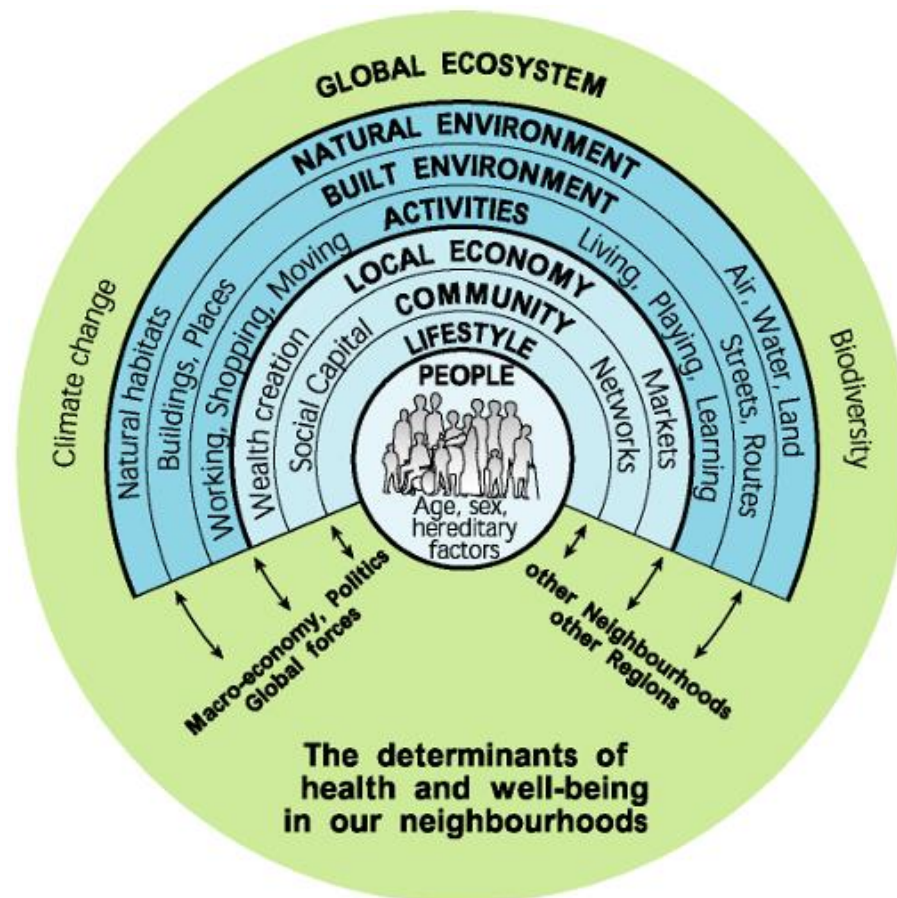 GLOBAL ECOSYSTEM
NATURAL ENVIRONMENT
BUILT ENVIRONMENT
ACTIVITIES
LOCAL ECONOMY
COMMUNITY
LIFESTYLE
PEOPLE
Age, sex,
hereditary
factors
Climate change
Natural habitats
Buildings, Places
Working, Shopping, Moving
Wealth creation
Social Capital
Networks
Markets
Living, Playing, Learning
Streets, Routes
Air, Water, Land
Biodiversity
Macro-economy, Politics
Global forces
other Neighbourhoods
other Regions
The determinants of
health and well-being
in our neighbourhoods